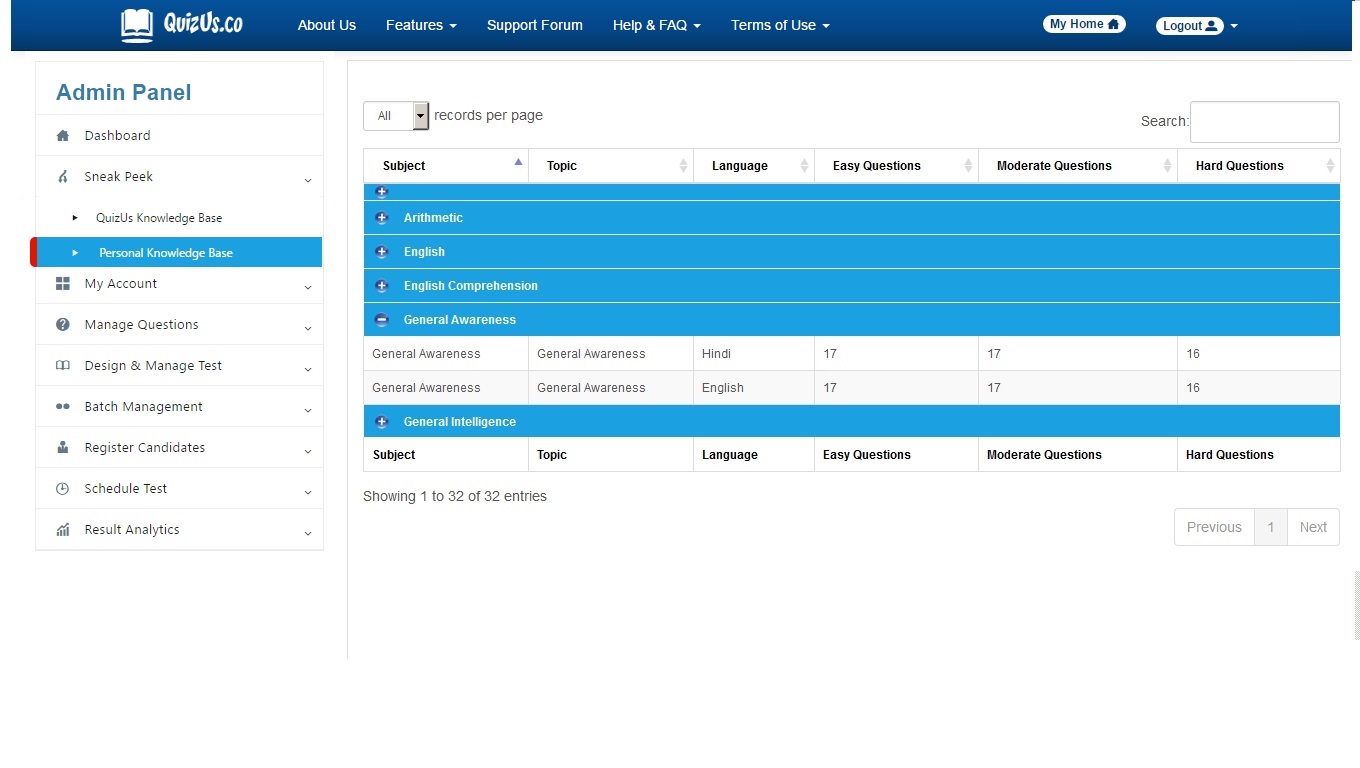 QuizUs.co About Us Features Support Forum Help & FAQ Terms of Use My Home Logout
Admin Panel
Dashboard
Sneak Peek
QuizUs Knowledge Base
Personal Knowledge Base
My Account
Manage Questions
Design & Manage Test
Batch Management
Register Candidates
Schedule Test
Result Analytics
All records per page
Search:
Subject Topic Language Easy Questions Moderate Questions Hard Questions
Arithmetic
English
English Comprehension
General Awareness
General Awareness General Awareness Hindi 17 17 16
General Awareness General Awareness English 17 17 16
General Intelligence
Subject Topic Language Easy Questions Moderate Questions Hard Questions
Showing 1 to 32 of 32 entries
Previous 1 Next